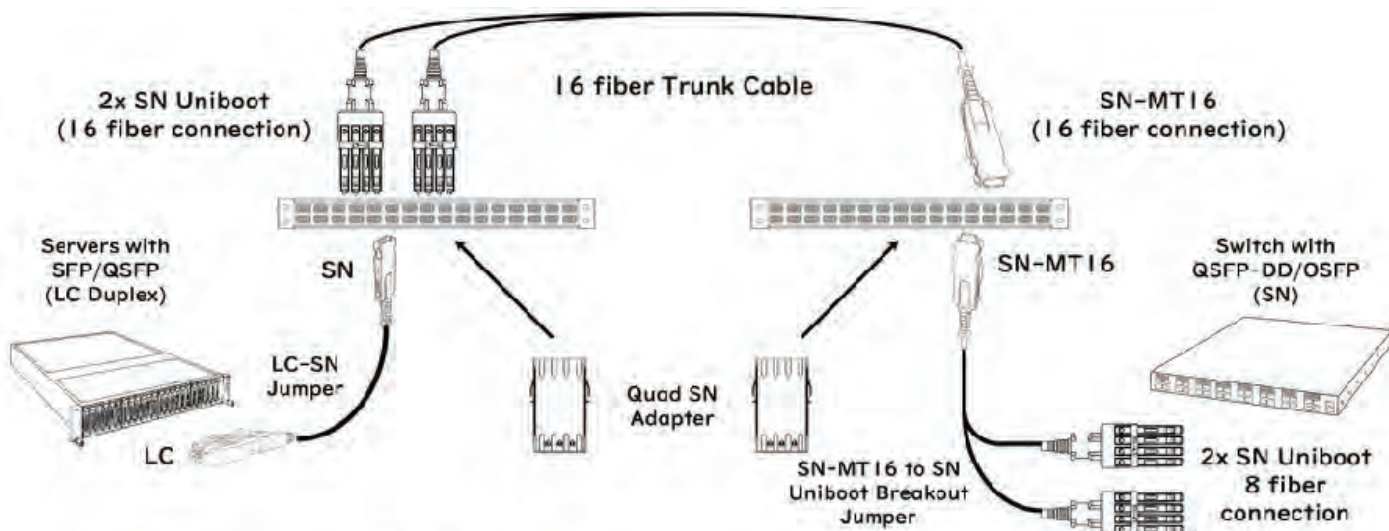 2x SN Uniboot
(16 fiber connection)
16 fiber Trunk Cable
SN-MT16
(16 fiber connection)
Servers with
SFP/QSFP
(LC Duplex)
SN
SN-MT16
Switch with
QSFP-DD/OSFP
(SN)
LC-SN
Jumper
Quad SN
Adapter
LC
SN-MT16 to SN
Uniboot Breakout
Jumper
2x SN Uniboot
8 fiber
connection